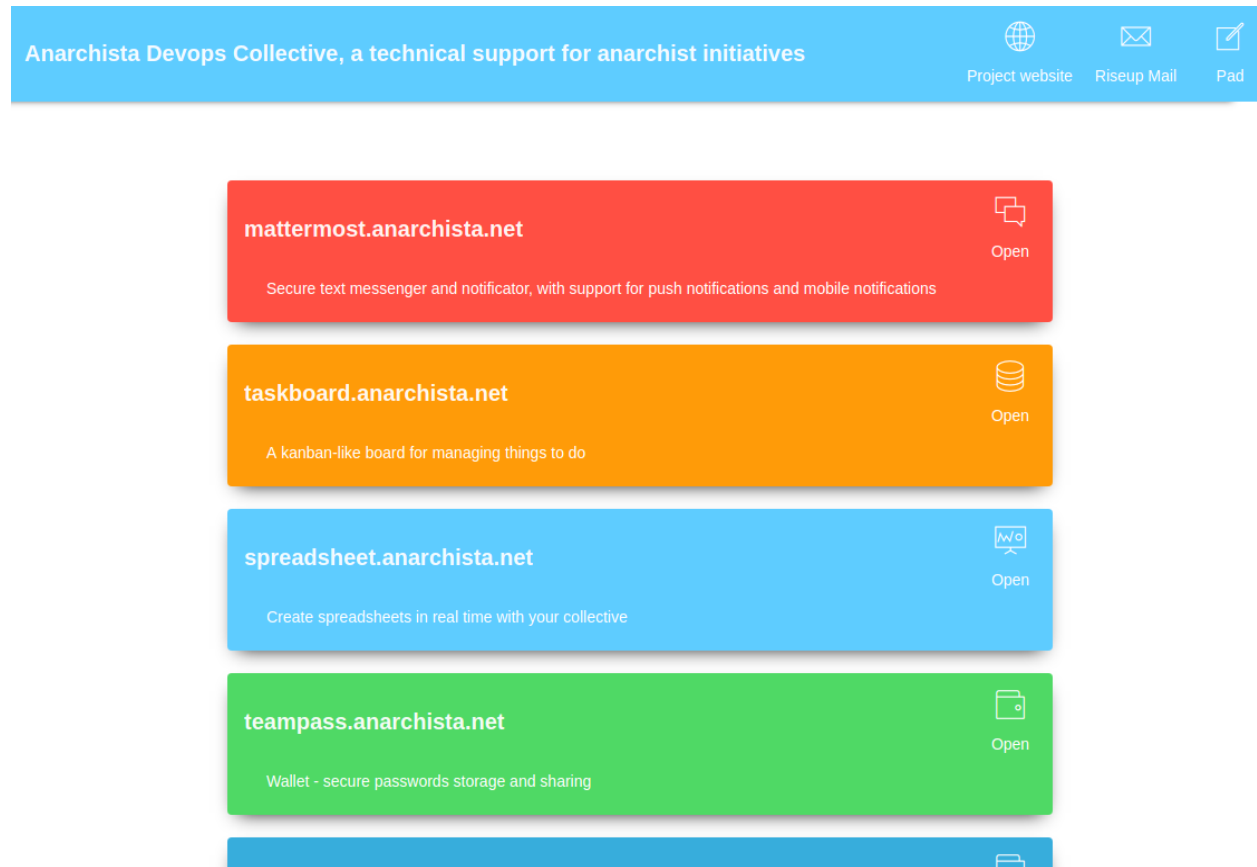 Anarchista Devops Collective, a technical support for anarchist initiatives
Project website
Riseup Mail
Pad
mattermost.anarchista.net
Open
Secure text messenger and notificator, with support for push notifications and mobile notifications
taskboard.anarchista.net
Open
A kanban-like board for managing things to do
spreadsheet.anarchista.net
Open
Create spreadsheets in real time with your collective
teampass.anarchista.net
Open
Wallet - secure passwords storage and sharing